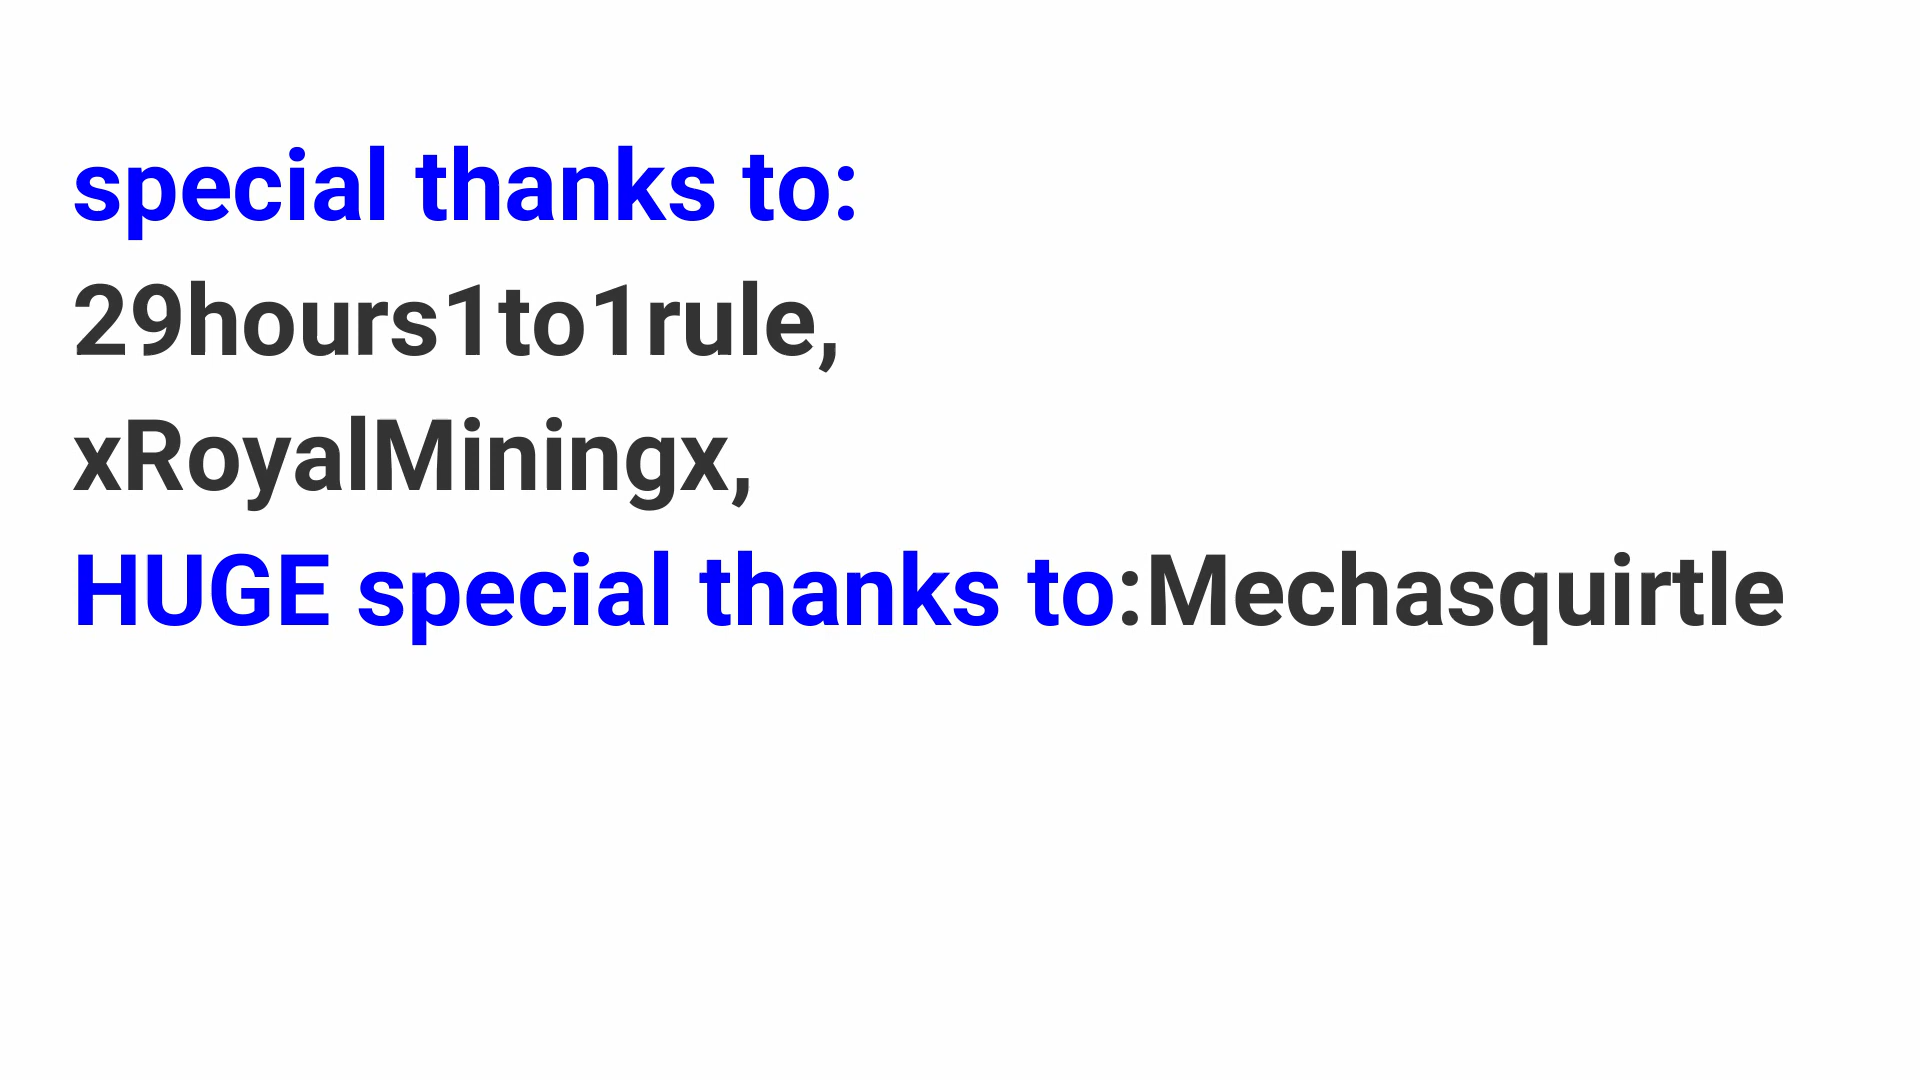 special thanks to:
29hours1to1rule,
xRoyalMiningx,
HUGE special thanks to:Mechasquirtle